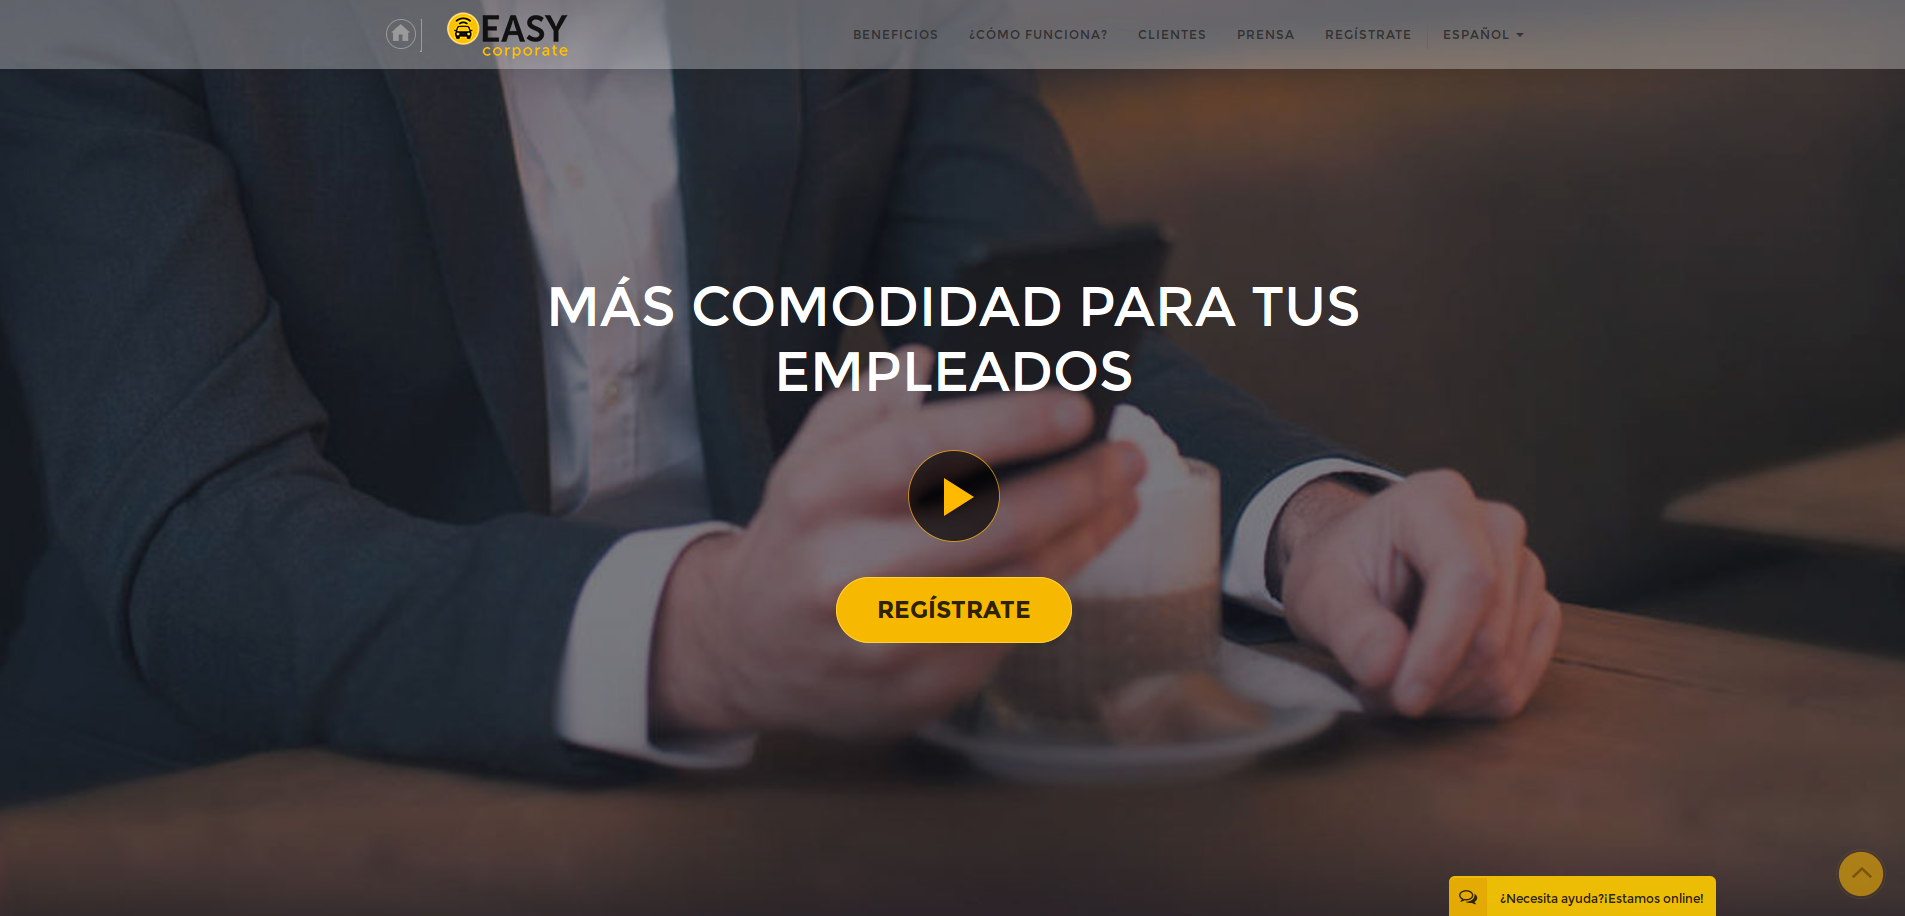 EASY
corporate
BENEFICIOS
¿CÓMO FUNCIONA?
CLIENTES
PRENSA
REGÍSTRATE
ESPAÑOL
MÁS COMODIDAD PARA TUS
EMPLEADOS
REGÍSTRATE
¿Necesita ayuda?¡Estamos online!